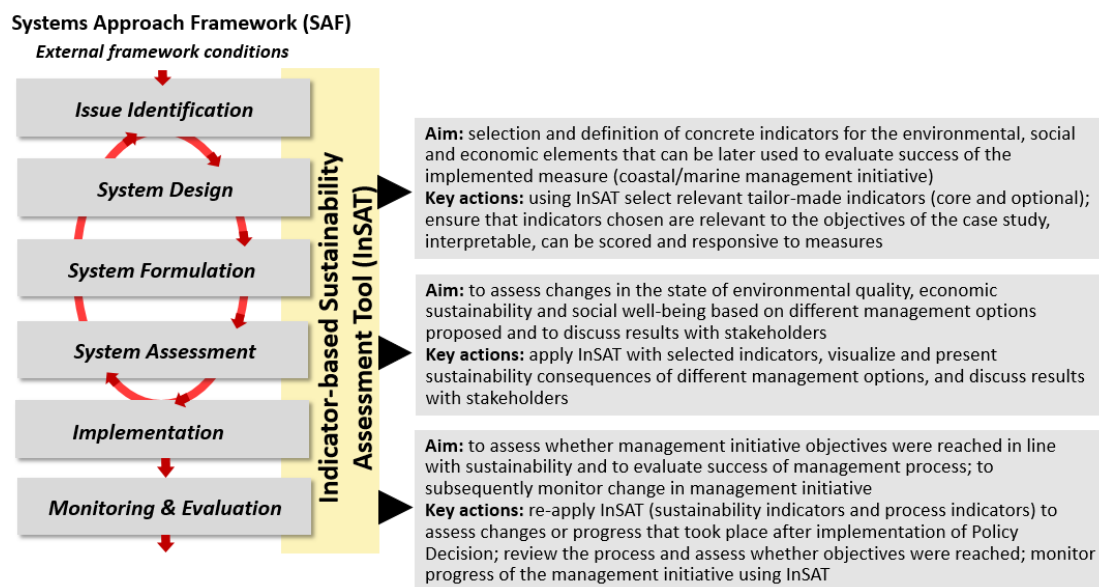 Systems Approach Framework (SAF)
External framework conditions
Issue Identification
System Design
System Formulation
System Assessment
Implementation
Monitoring & Evaluation
Indicator-based Sustainability
Assessment Tool (InSAT)
Aim: selection and definition of concrete indicators for the environmental, social
and economic elements that can be later used to evaluate success of the
implemented measure (coastal/marine management initiative)
Key actions: using InSAT select relevant tailor-made indicators (core and optional);
ensure that indicators chosen are relevant to the objectives of the case study,
interpretable, can be scored and responsive to measures
Aim: to assess changes in the state of environmental quality, economic
sustainability and social well-being based on different management options
proposed and to discuss results with stakeholders
Key actions: apply InSAT with selected indicators, visualize and present
sustainability consequences of different management options, and discuss results
with stakeholders
Aim: to assess whether management initiative objectives were reached in line
with sustainability and to evaluate success of management process; to
subsequently monitor change in management initiative
Key actions: re-apply InSAT (sustainability indicators and process indicators) to
assess changes or progress that took place after implementation of Policy
Decision; review the process and assess whether objectives were reached; monitor
progress of the management initiative using InSAT